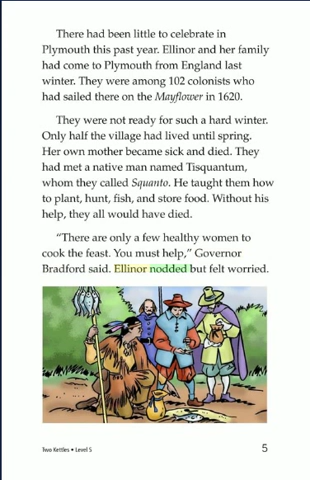 There had been little to celebrate in
Plymouth this past year. Ellinor and her family
had come to Plymouth from England last
winter. They were among 102 colonists who
had sailed there on the Mayflower in 1620.
They were not ready for such a hard winter.
Only half the village had lived until spring.
Her own mother became sick and died. They
had met a native man named Tisquantum,
whom they called Squanto. He taught them how
to plant, hunt, fish, and store food. Without his
help, they all would have died.
“There are only a few healthy women to
cook the feast. You must help,” Governor
Bradford said. Ellinor nodded but felt worried.
Two Kettles • Level S
5